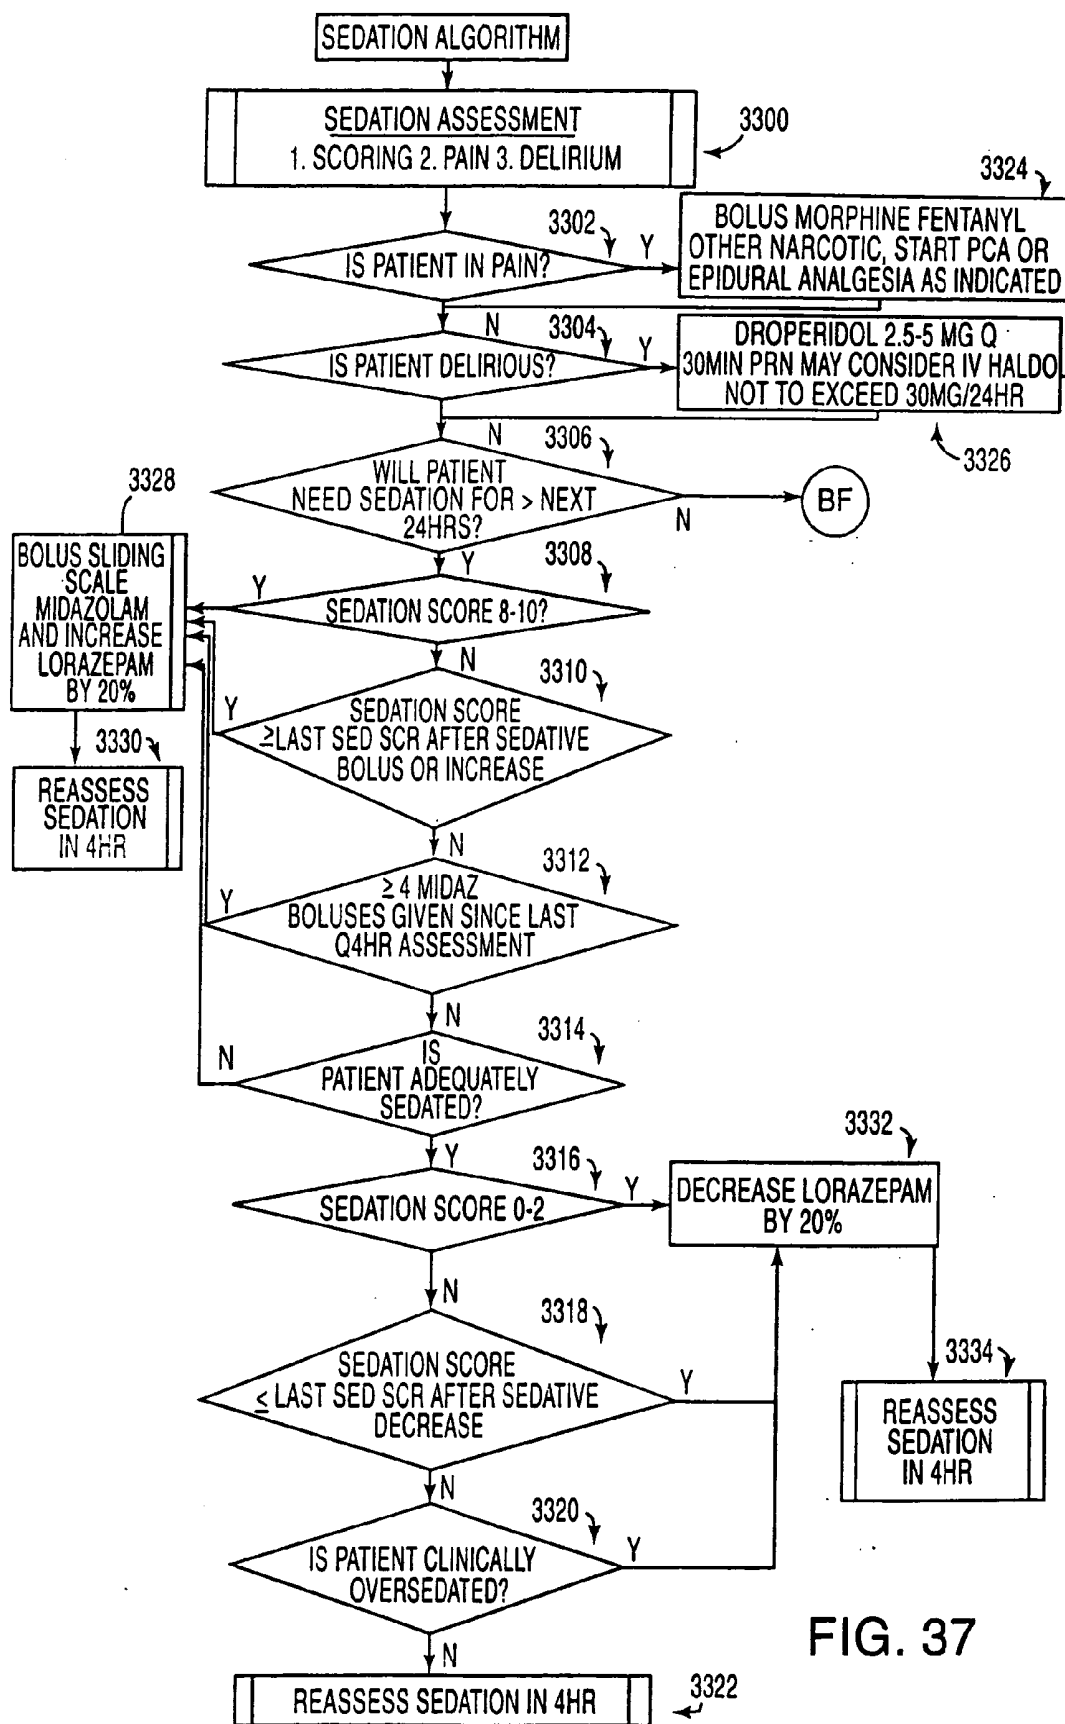 SEDATION ALGORITHM
SEDATION ASSESSMENT
1. SCORING 2. PAIN 3. DELIRIUM
3300
3324
3302
IS PATIENT IN PAIN?
Y
BOLUS MORPHINE FENTANYL
OTHER NARCOTIC, START PCA OR
EPIDURAL ANALGESIA AS INDICATED
N
3304
IS PATIENT DELIRIOUS?
Y
DROPERIDOL 2.5-5 MG Q
30MIN PRN MAY CONSIDER IV HALDOL
NOT TO EXCEED 30MG/24HR
3326
N
3306
WILL PATIENT
NEED SEDATION FOR > NEXT
24HRS?
N
BF
Y
3328
BOLUS SLIDING
SCALE
MIDAZOLAM
AND INCREASE
LORAZEPAM
BY 20%
3308
Y
SEDATION SCORE 8-10?
N
3330
REASSESS
SEDATION
IN 4HR
3310
Y
SEDATION SCORE
≥LAST SED SCR AFTER SEDATIVE
BOLUS OR INCREASE
N
3312
Y
≥ 4 MIDAZ
BOLUSES GIVEN SINCE LAST
Q4HR ASSESSMENT
N
3314
N
IS
PATIENT ADEQUATELY
SEDATED?
Y
3316
SEDATION SCORE 0-2
Y
3332
DECREASE LORAZEPAM
BY 20%
N
3318
SEDATION SCORE
≤ LAST SED SCR AFTER SEDATIVE
DECREASE
Y
3334
REASSESS
SEDATION
IN 4HR
N
3320
IS PATIENT CLINICALLY
OVERSEDATED?
Y
N
REASSESS SEDATION IN 4HR
3322
FIG. 37